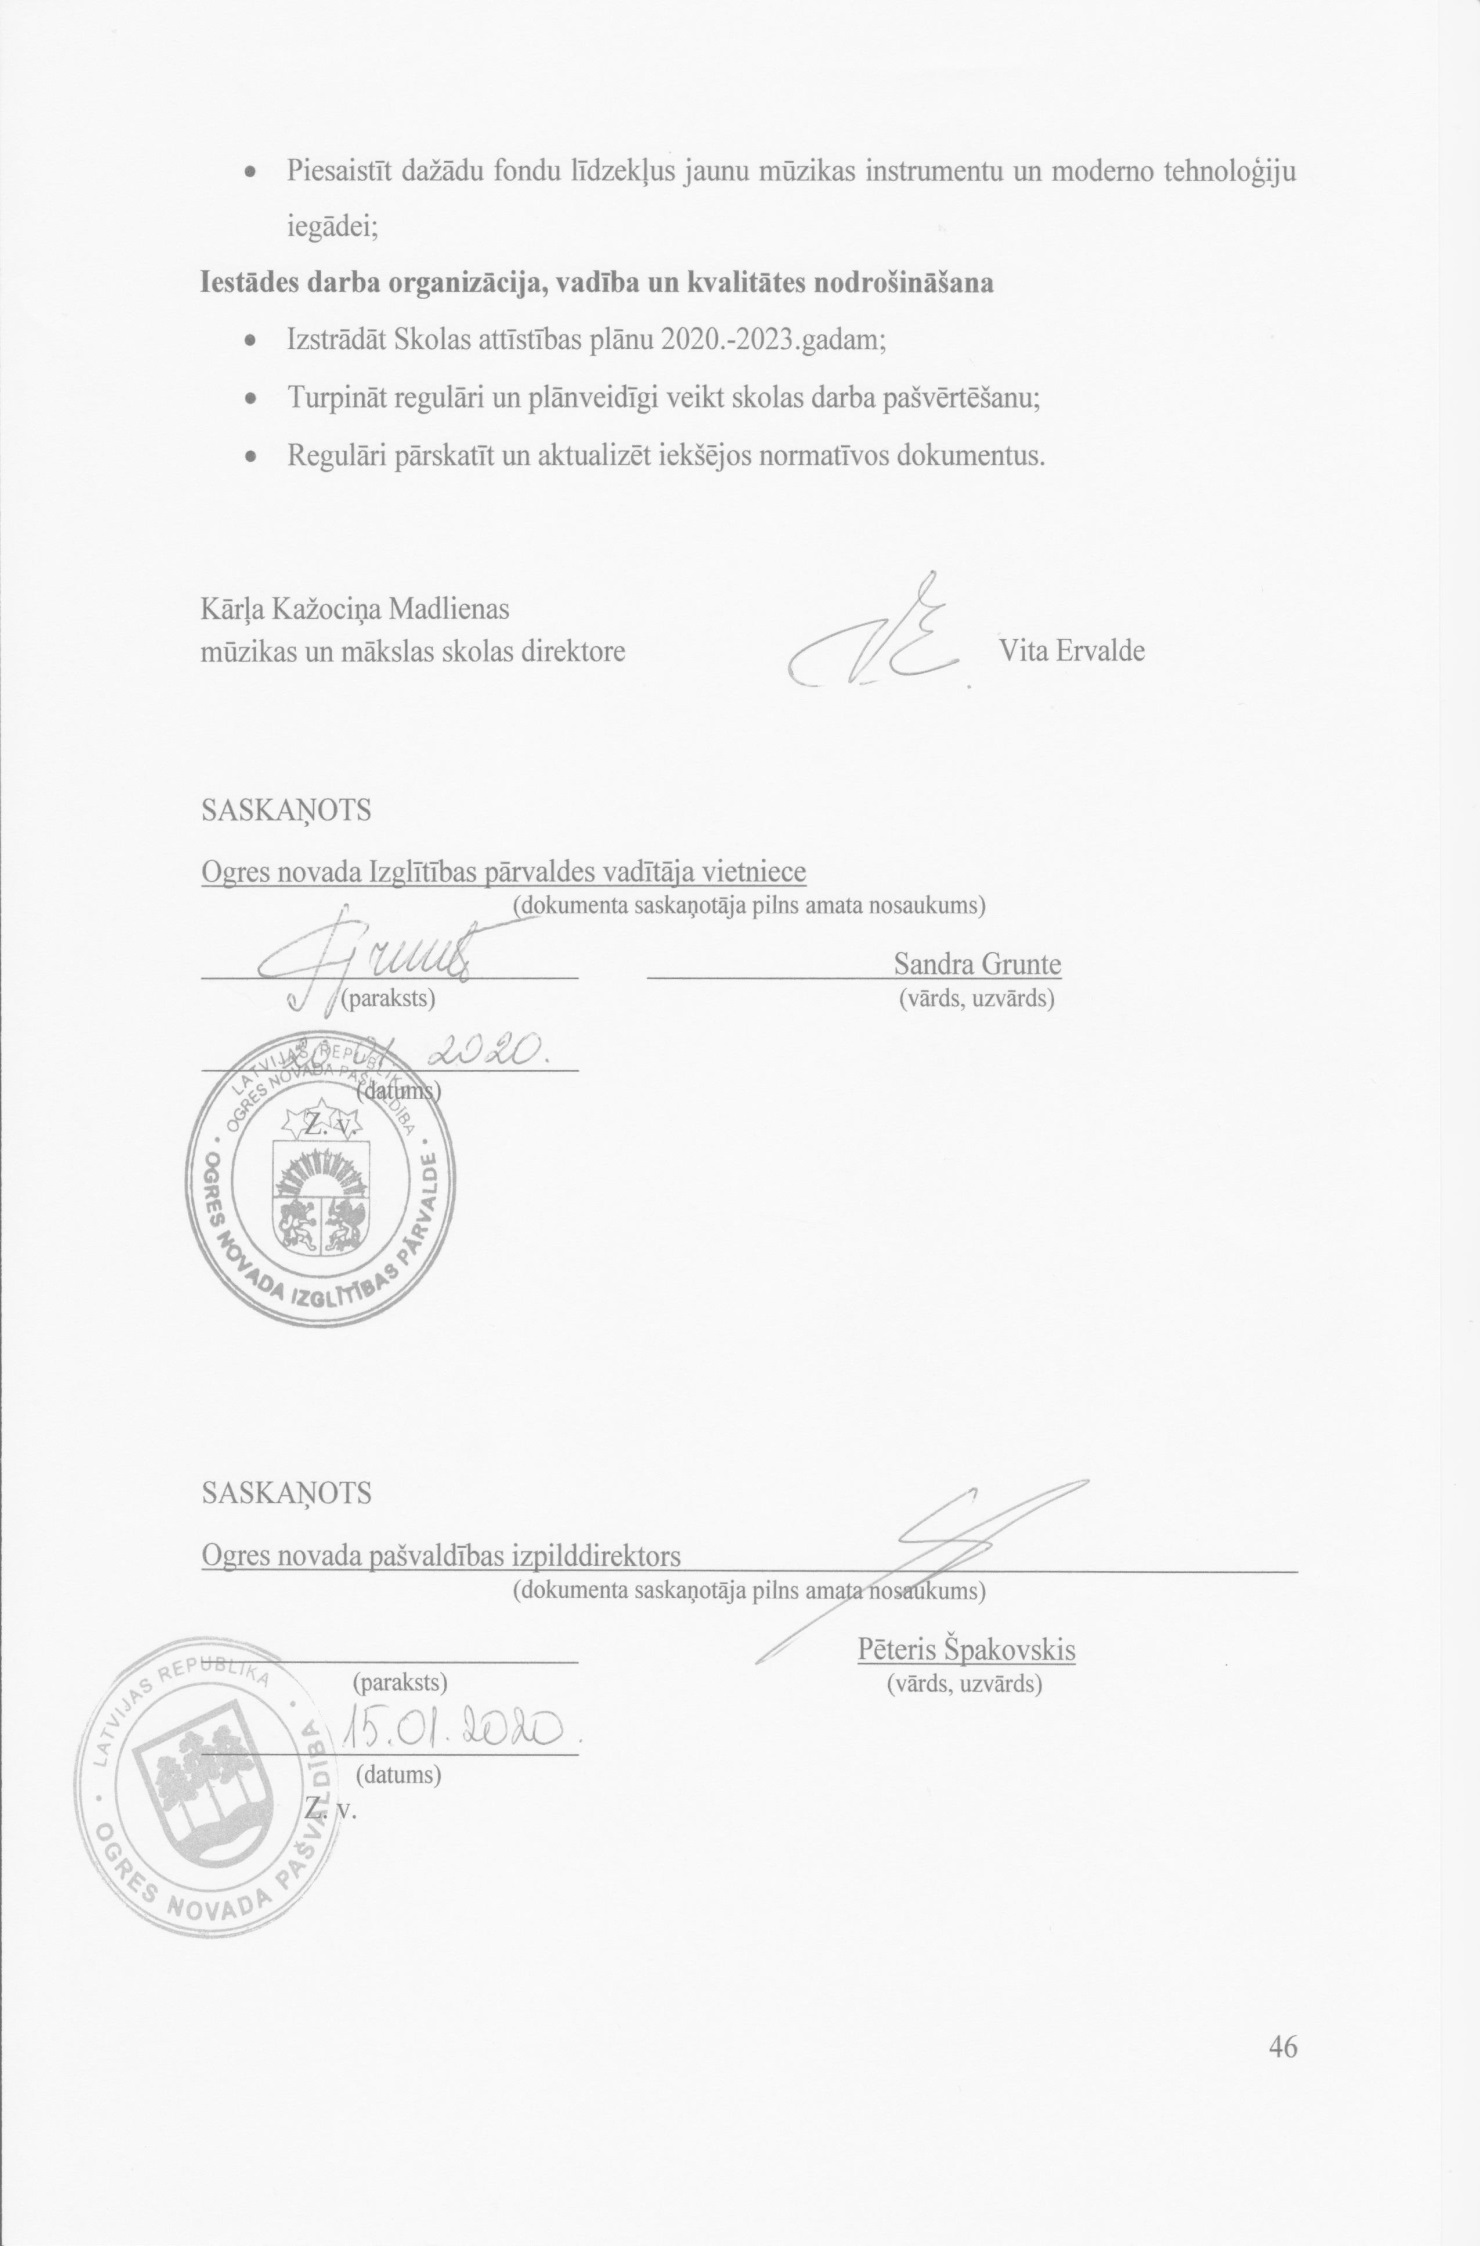 • Piesaistīt dažādu fondu līdzekļus jaunu mūzikas instrumentu un moderno tehnoloģiju
iegādei;
Iestādes darba organizācija, vadība un kvalitātes nodrošināšana
• Izstrādāt Skolas attīstības plānu 2020.-2023.gadam;
• Turpināt regulāri un plānveidīgi veikt skolas darba pašvērtēšanu;
• Regulāri pārskatīt un aktualizēt iekšējos normatīvos dokumentus.
Kārļa Kažociņa Madlienas
mūzikas un mākslas skolas direktore Vita Ervalde
SASKAŅOTS
Ogres novada Izglītības pārvaldes vadītāja vietniece
(dokumenta saskaņotāja pilns amata nosaukums)
Sandra Grunte
(paraksts) (vārds, uzvārds)
2020.
(datums)
Z. v.
LATVIJAS REPUBLIKA
OGRES NOVADA PAŠVALDĪBA
• OGRES NOVADA IZGLĪTĪBAS PĀRVALDE •
SASKAŅOTS
Ogres novada pašvaldības izpilddirektors
(dokumenta saskaņotāja pilns amata nosaukums)
Pēteris Špakovskis
(paraksts) (vārds, uzvārds)
15.01.2020.
(datums)
Z. v.
LATVIJAS REPUBLIKA
• OGRES NOVADA PAŠVALDĪBA •
46